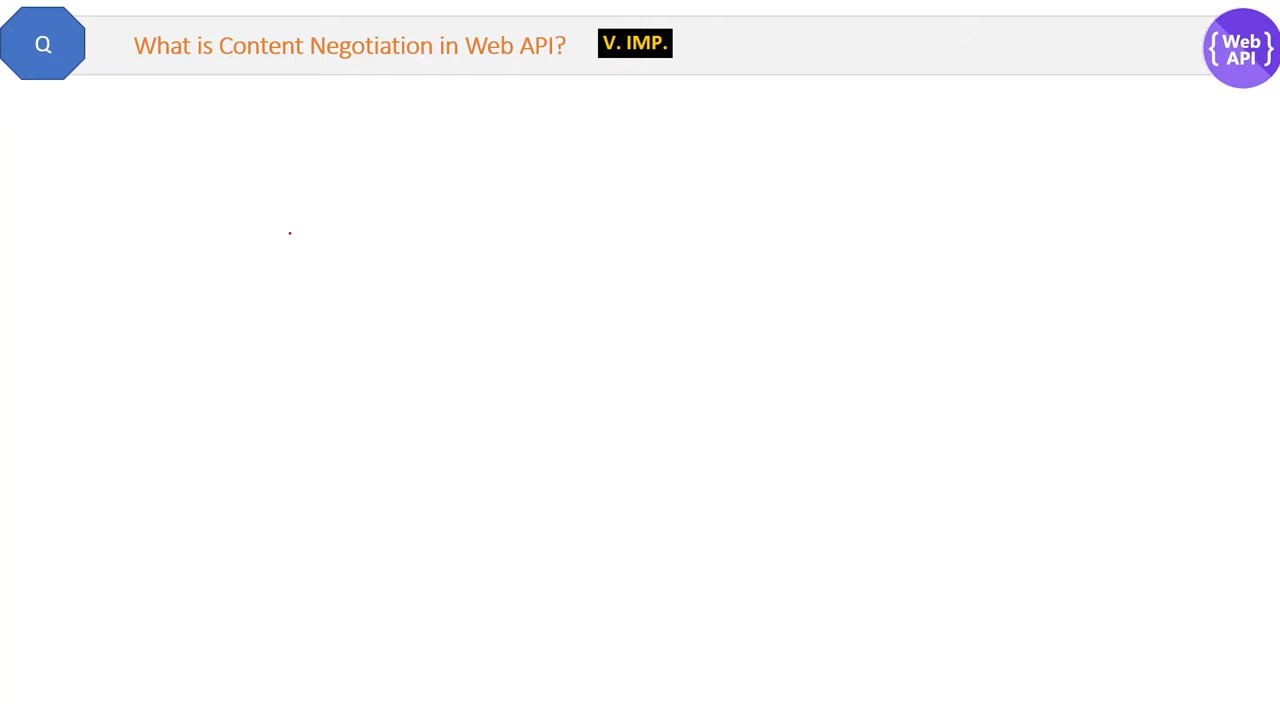 Q
What is Content Negotiation in Web API?
V. IMP.
{Web
API}